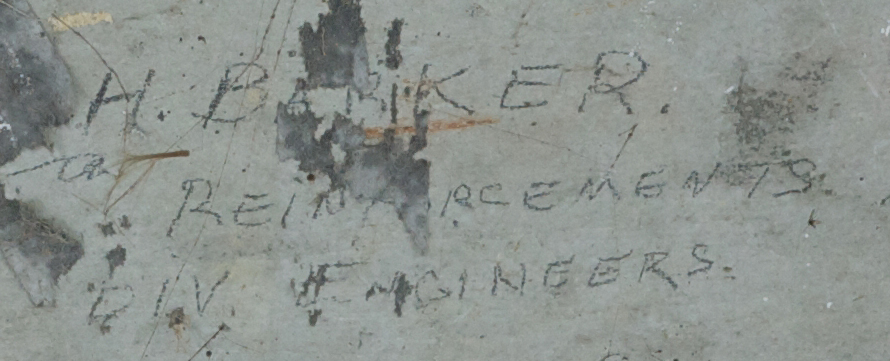 H. BARKER.
REINFORCEMENTS.
DIV. ENGINEERS.